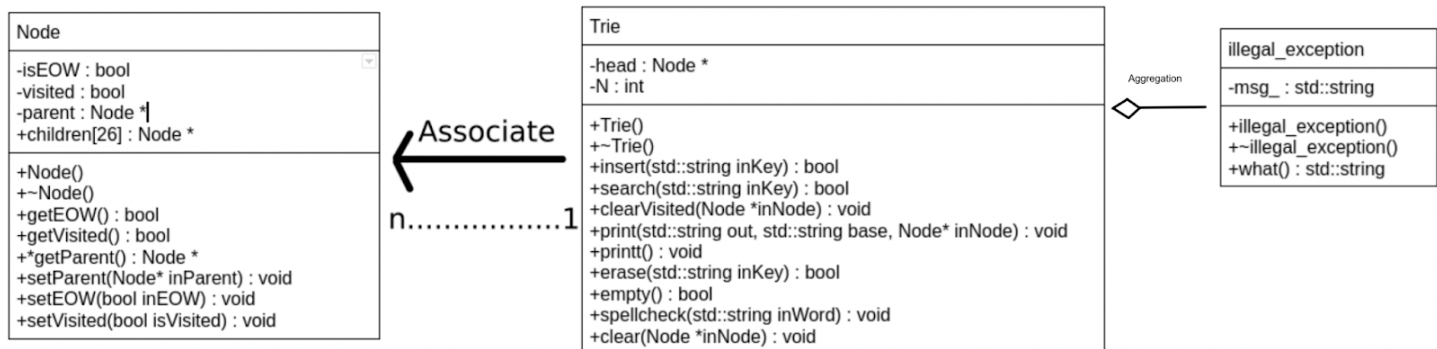 Node
-isEOW : bool
-visited : bool
-parent : Node *
+children[26] : Node *
+Node()
+~Node()
+getEOW() : bool
+getVisited() : bool
+*getParent() : Node *
+setParent(Node* inParent) : void
+setEOW(bool inEOW) : void
+setVisited(bool isVisited) : void
Associate
n.................1
Trie
-head : Node *
-N : int
+Trie()
+~Trie()
+insert(std::string inKey) : bool
+search(std::string inKey) : bool
+clearVisited(Node *inNode) : void
+print(std::string out, std::string base, Node* inNode) : void
+printt() : void
+erase(std::string inKey) : bool
+empty() : bool
+spellcheck(std::string inWord) : void
+clear(Node *inNode) : void
Aggregation
illegal_exception
-msg_ : std::string
+illegal_exception()
+~illegal_exception()
+what() : std::string